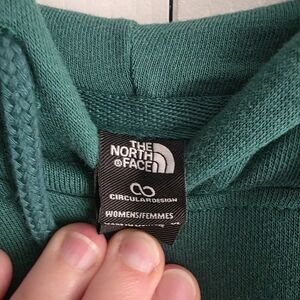 THE
NORTH
FACE
CIRCULARDESIGN
WOMENS/FEMMES